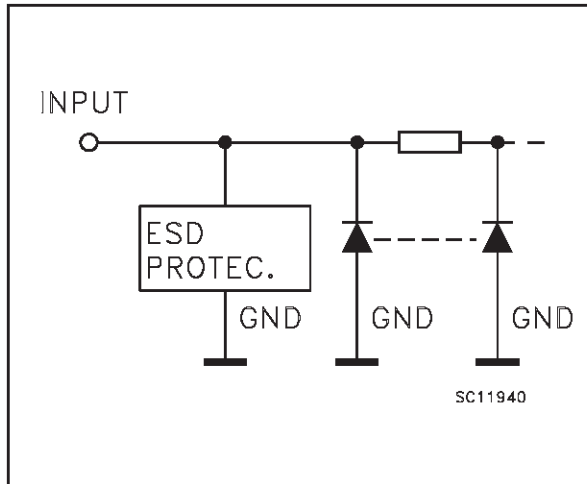 INPUT
ESD
PROTEC.
GND
GND
GND
SC11940